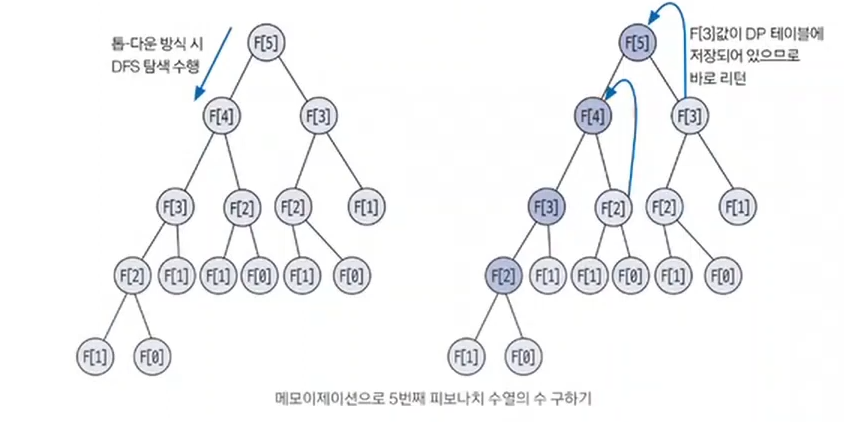 톱-다운 방식 시
DFS 탐색 수행
F[5]
F[4] F[3]
F[3] F[2] F[2] F[1]
F[2] F[1] F[1] F[0] F[1] F[0]
F[1] F[0]
F[3]값이 DP 테이블에
저장되어 있으므로
바로 리턴
F[5]
F[4] F[3]
F[3] F[2] F[2] F[1]
F[2] F[1] F[1] F[0] F[1] F[0]
F[1] F[0]
메모이제이션으로 5번째 피보나치 수열의 수 구하기